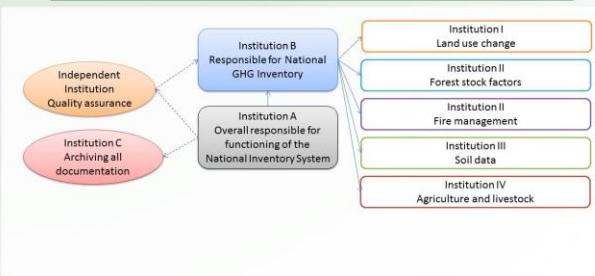 Independent
Institution
Quality assurance
Institution C
Archiving all
documentation
Institution B
Responsible for National
GHG Inventory
Institution A
Overall responsible for
functioning of the
National Inventory System
Institution I
Land use change
Institution II
Forest stock factors
Institution II
Fire management
Institution III
Soil data
Institution IV
Agriculture and livestock